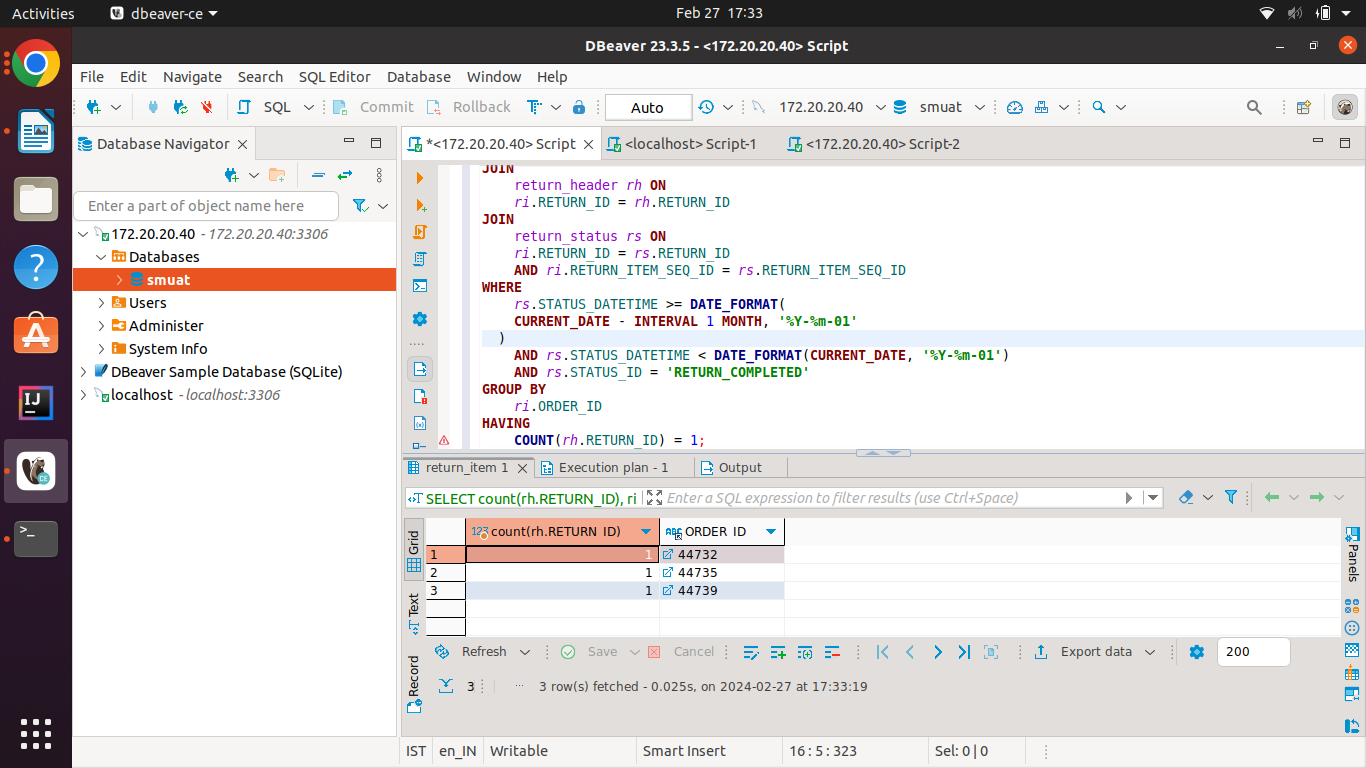 Activities
dbeaver-ce
Feb 27 17:33
DBeaver 23.3.5 - <172.20.20.40> Script
File Edit Navigate Search SQL Editor Database Window Help
SQL Commit Rollback Auto 172.20.20.40 smuat
Database Navigator
Enter a part of object name here
172.20.20.40 - 172.20.20.40:3306
Databases
smuat
Users
Administer
System Info
DBeaver Sample Database (SQLite)
localhost - localhost:3306
*<172.20.20.40> Script
<localhost> Script-1
<172.20.20.40> Script-2
JOIN
return_header rh ON
ri.RETURN_ID = rh.RETURN_ID
JOIN
return_status rs ON
ri.RETURN_ID = rs.RETURN_ID
AND ri.RETURN_ITEM_SEQ_ID = rs.RETURN_ITEM_SEQ_ID
WHERE
rs.STATUS_DATETIME >= DATE_FORMAT(
CURRENT_DATE - INTERVAL 1 MONTH, '%Y-%m-01'
)
AND rs.STATUS_DATETIME < DATE_FORMAT(CURRENT_DATE, '%Y-%m-01')
AND rs.STATUS_ID = 'RETURN_COMPLETED'
GROUP BY
ri.ORDER_ID
HAVING
COUNT(rh.RETURN_ID) = 1;
return_item 1
Execution plan - 1
Output
SELECT count(rh.RETURN_ID), ri
Enter a SQL expression to filter results (use Ctrl+Space)
Grid
Text
Record
Panels
123 count(rh.RETURN_ID) ABC ORDER_ID
1 1 44732
2 1 44735
3 1 44739
Refresh Save Cancel Export data 200
3 ... 3 row(s) fetched - 0.025s, on 2024-02-27 at 17:33:19
IST en_IN Writable Smart Insert 16 : 5 : 323 Sel: 0 | 0